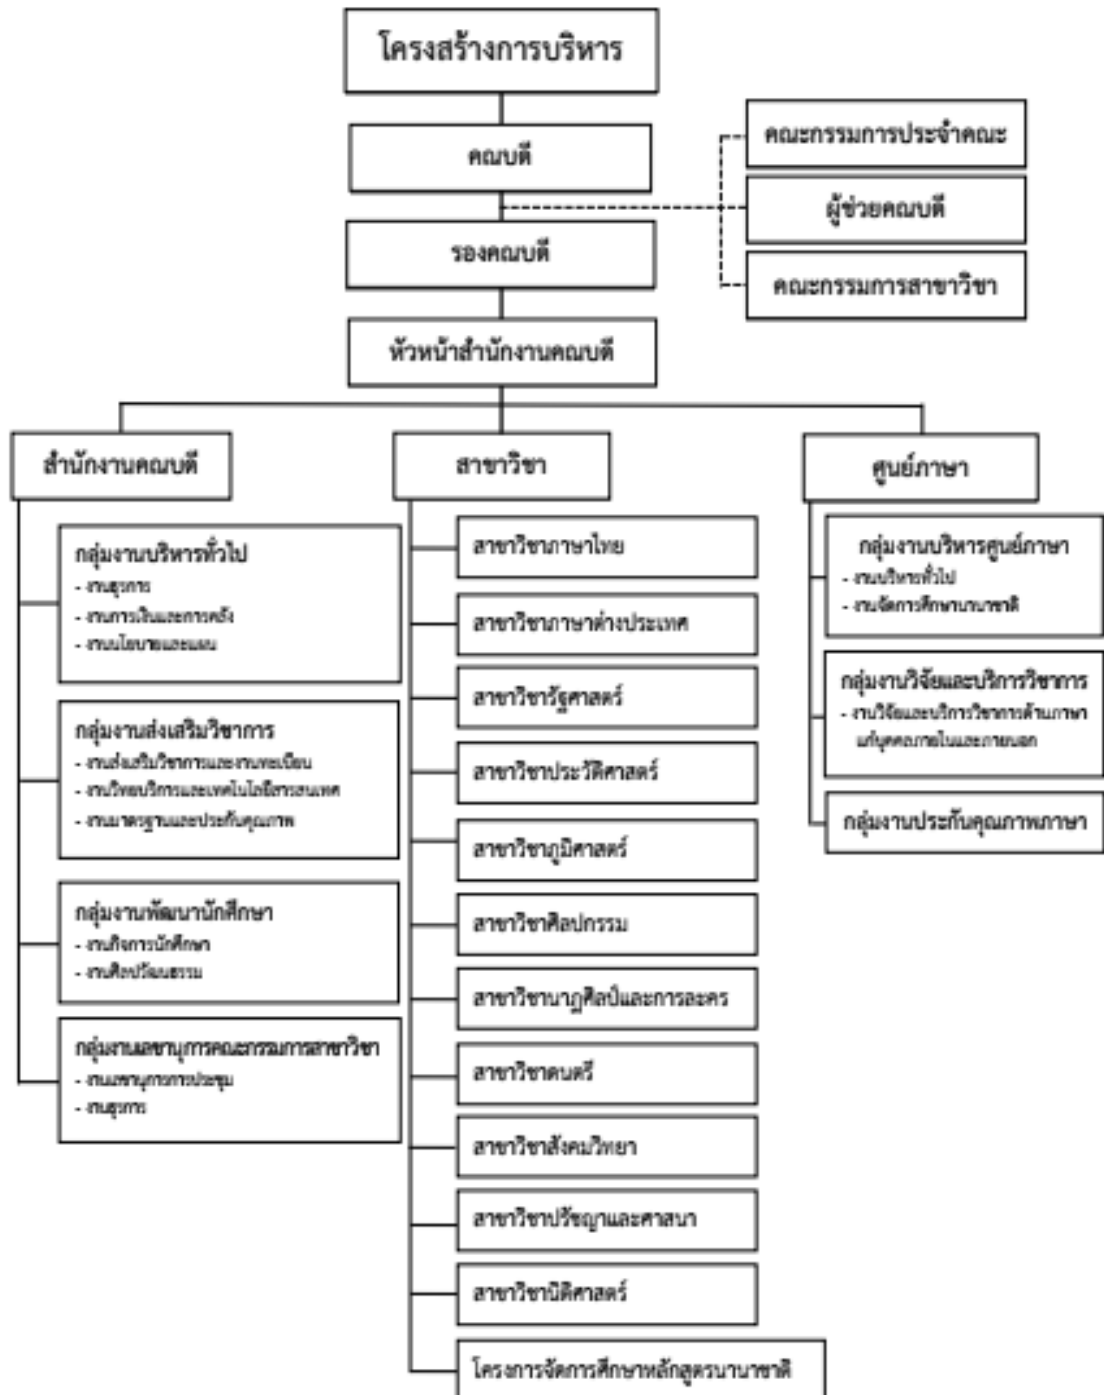 โครงสร้างการบริหาร
คณบดี
คณะกรรมการประจำคณะ
ผู้ช่วยคณบดี
คณะกรรมการสาขาวิชา
รองคณบดี
หัวหน้าสำนักงานคณบดี
สำนักงานคณบดี
กลุ่มงานบริหารทั่วไป
- งานธุรการ
- งานการเงินและการคลัง
- งานนโยบายและแผน
กลุ่มงานส่งเสริมวิชาการ
- งานส่งเสริมวิชาการและงานทะเบียน
- งานวิทยบริการและเทคโนโลยีสารสนเทศ
- งานมาตรฐานและประกันคุณภาพ
กลุ่มงานพัฒนานักศึกษา
- งานกิจการนักศึกษา
- งานศิลปวัฒนธรรม
กลุ่มงานเลขานุการคณะกรรมการสาขาวิชา
- งานเลขานุการการประชุม
- งานธุรการ
สาขาวิชา
สาขาวิชาภาษาไทย
สาขาวิชาภาษาต่างประเทศ
สาขาวิชารัฐศาสตร์
สาขาวิชาประวัติศาสตร์
สาขาวิชาภูมิศาสตร์
สาขาวิชาศิลปกรรม
สาขาวิชานาฏศิลป์และการละคร
สาขาวิชาดนตรี
สาขาวิชาสังคมวิทยา
สาขาวิชาปรัชญาและศาสนา
สาขาวิชานิติศาสตร์
โครงการจัดการศึกษาหลักสูตรนานาชาติ
ศูนย์ภาษา
กลุ่มงานบริหารศูนย์ภาษา
- งานบริหารทั่วไป
- งานจัดการศึกษานานาชาติ
กลุ่มงานวิจัยและบริการวิชาการ
- งานวิจัยและบริการวิชาการด้านภาษา
แก่บุคคลภายในและภายนอก
กลุ่มงานประกันคุณภาพภาษา